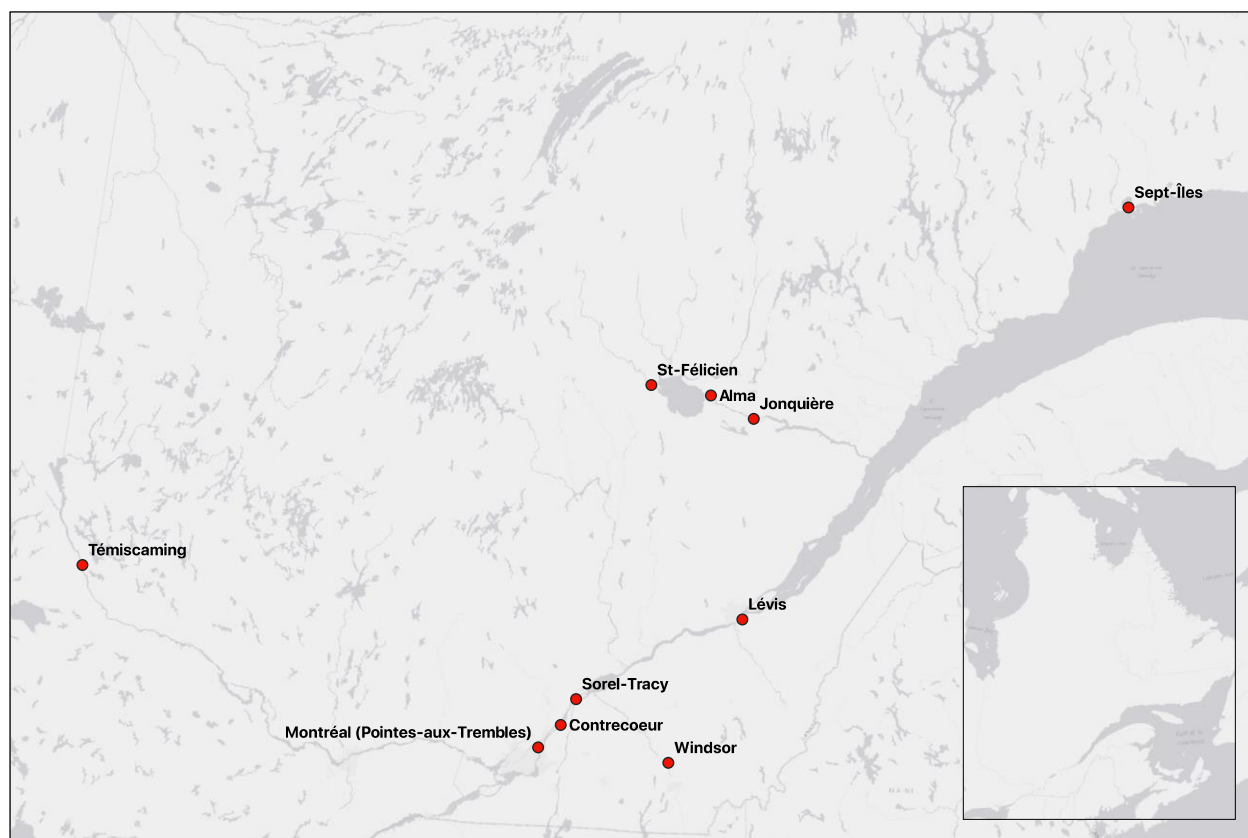 Sept-Îles
St-Félicien
Alma
Jonquière
Témiscaming
Lévis
Sorel-Tracy
Contrecoeur
Montréal (Pointes-aux-Trembles)
Windsor